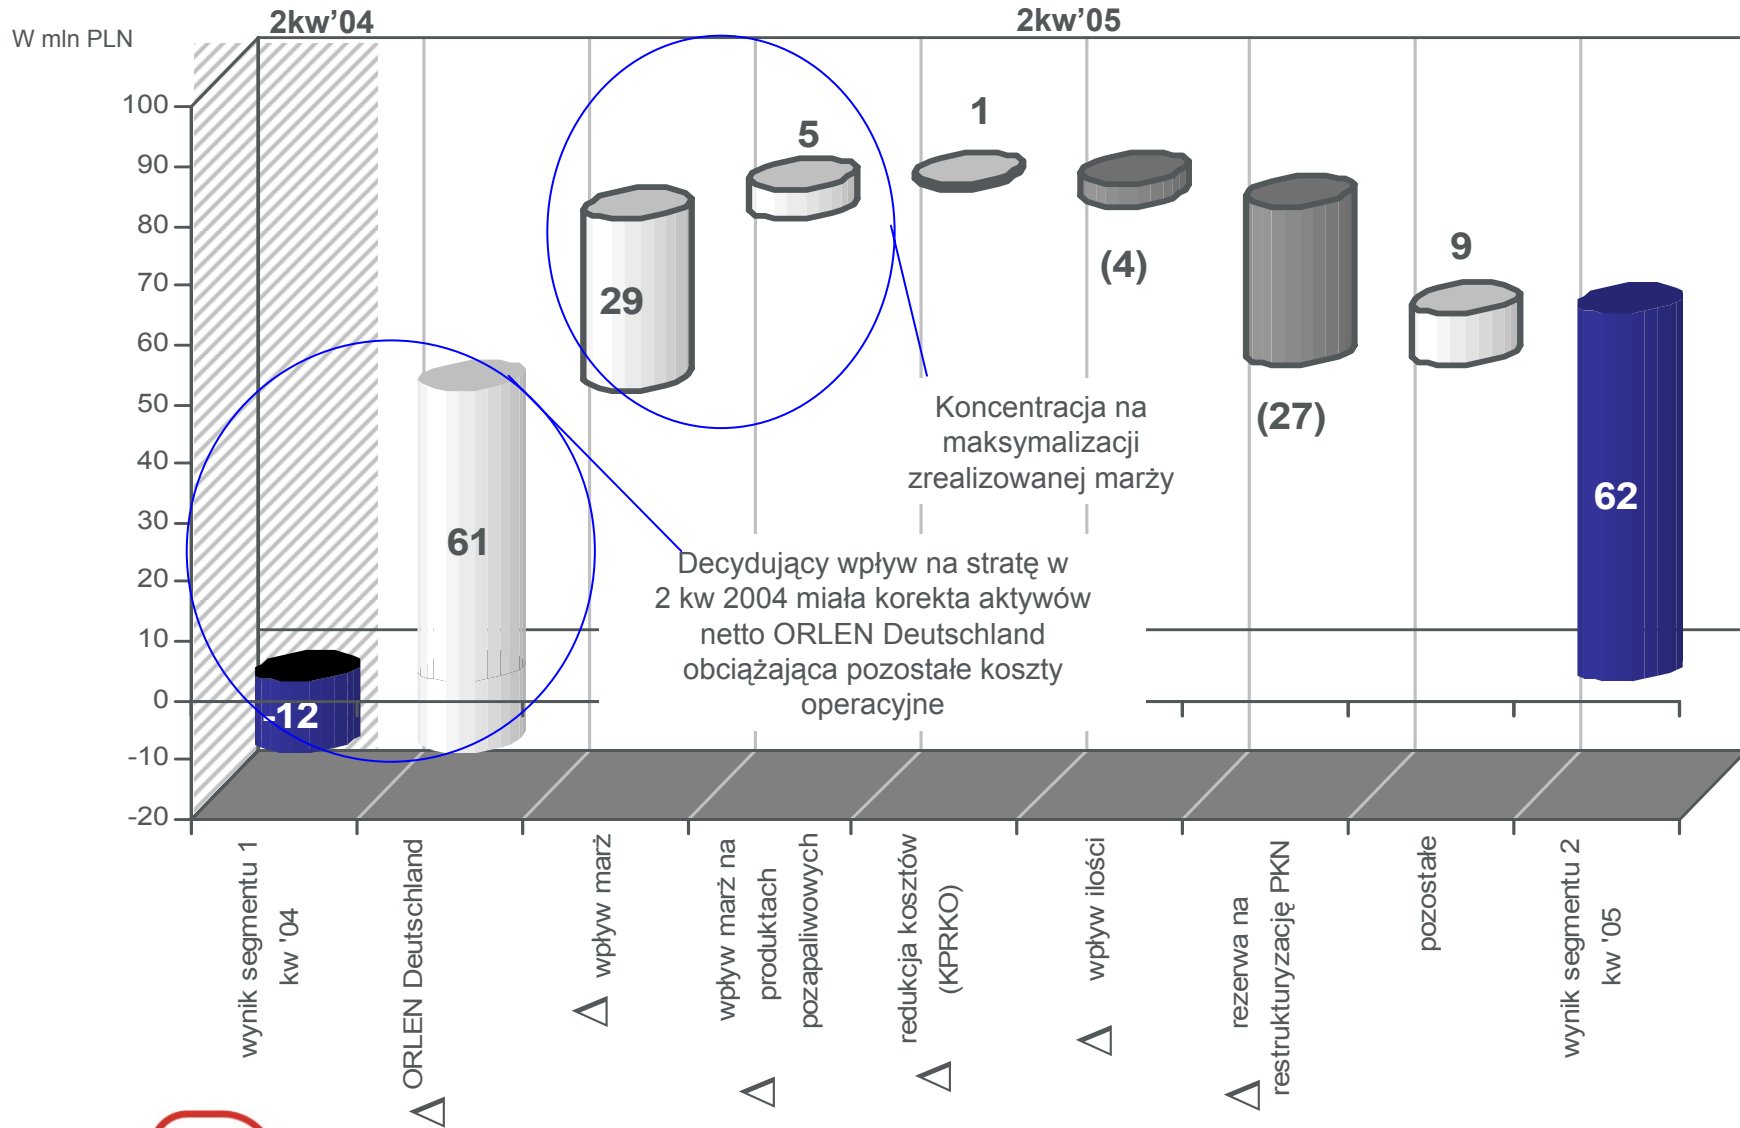 2kw’04
2kw’05
W mln PLN
100
90
80
70
60
50
40
30
20
10
0
-10
-20
-12
61
29
5
1
(4)
(27)
9
62
Koncentracja na
maksymalizacji
zrealizowanej marży
Decydujący wpływ na stratę w
2 kw 2004 miała korekta aktywów
netto ORLEN Deutschland
obciążająca pozostałe koszty
operacyjne
wynik segmentu 1
kw '04
Δ ORLEN Deutschland
Δ wpływ marż
Δ wpływ marż na
produktach
pozapaliwowych
Δ redukcja kosztów
(KPRKO)
Δ wpływ ilości
Δ rezerwa na
restrukturyzację PKN
pozostałe
wynik segmentu 2
kw '05